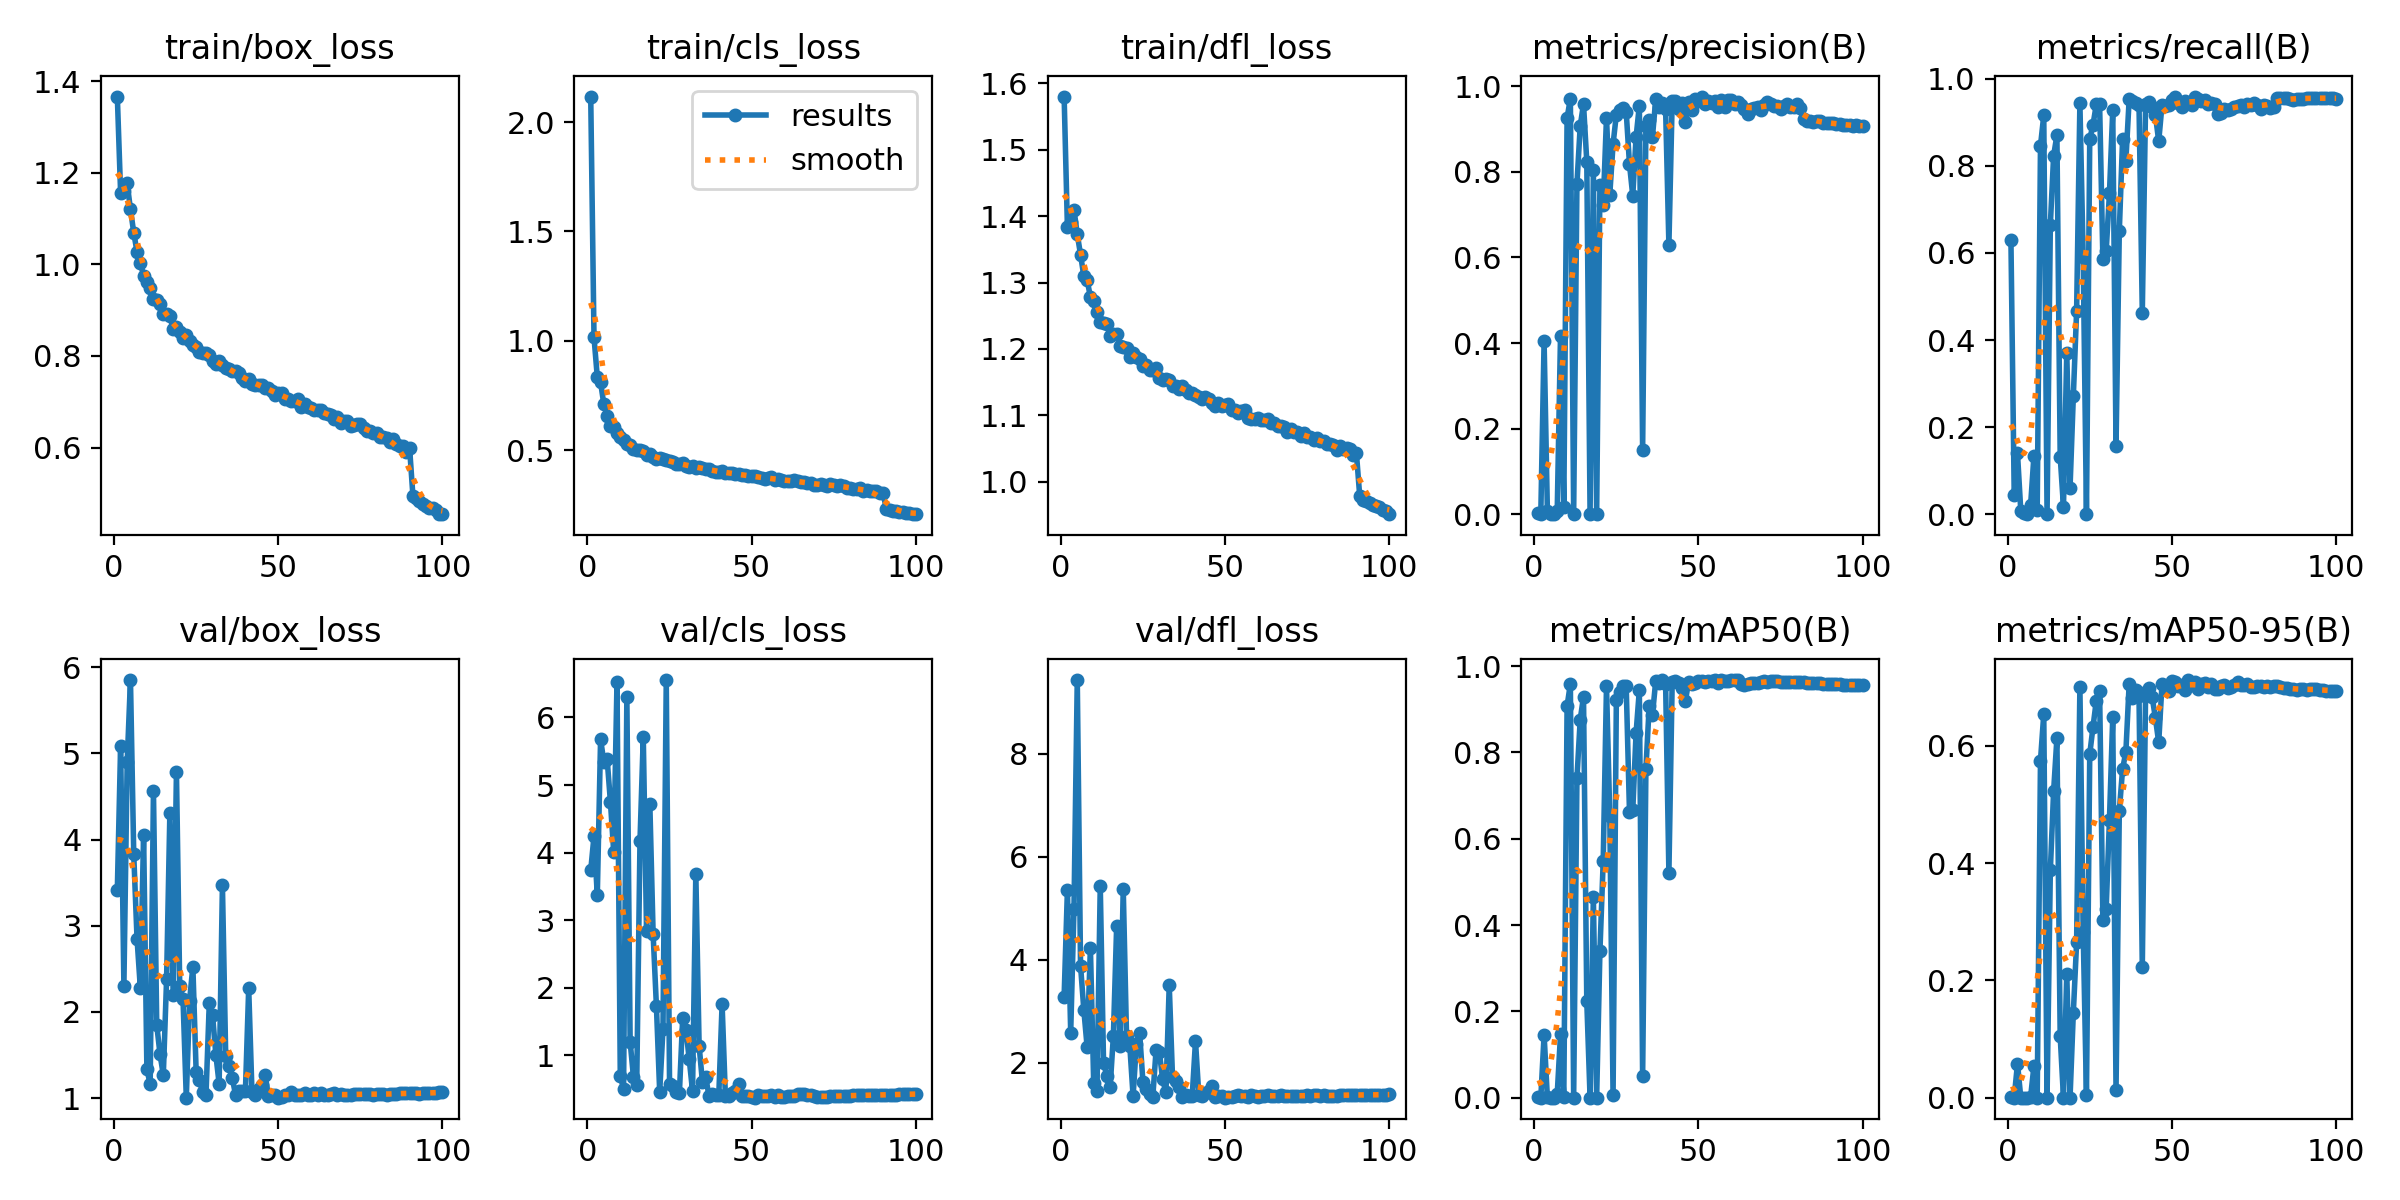 train/box_loss
1.4
1.2
1.0
0.8
0.6
0 50 100
train/cls_loss
results
smooth
2.0
1.5
1.0
0.5
0 50 100
train/dfl_loss
1.6
1.5
1.4
1.3
1.2
1.1
1.0
0 50 100
metrics/precision(B)
1.0
0.8
0.6
0.4
0.2
0.0
0 50 100
metrics/recall(B)
1.0
0.8
0.6
0.4
0.2
0.0
0 50 100
val/box_loss
6
5
4
3
2
1
0 50 100
val/cls_loss
6
5
4
3
2
1
0 50 100
val/dfl_loss
8
6
4
2
0 50 100
metrics/mAP50(B)
1.0
0.8
0.6
0.4
0.2
0.0
0 50 100
metrics/mAP50-95(B)
0.6
0.4
0.2
0.0
0 50 100